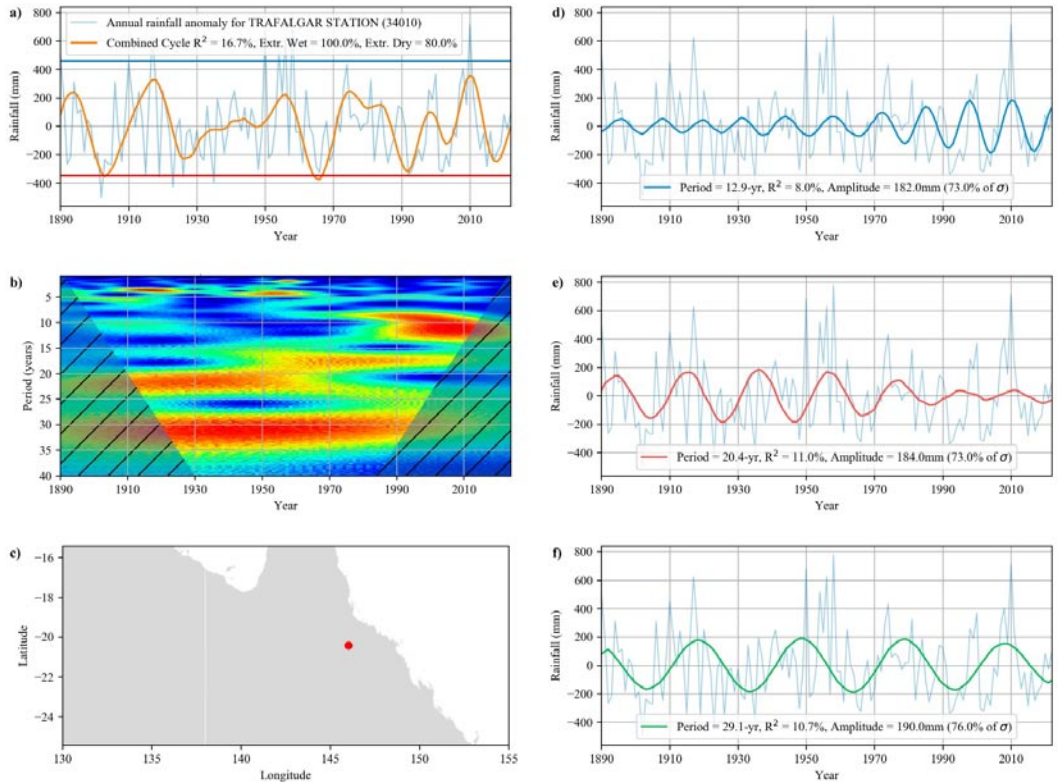 a)
Annual rainfall anomaly for TRAFALGAR STATION (34010)
Combined Cycle R² = 16.7%, Extr. Wet = 100.0%, Extr. Dry = 80.0%
800
600
400
200
0
−200
−400
Rainfall (mm)
1890 1910 1930 1950 1970 1990 2010
Year
d)
800
600
400
200
0
−200
−400
Rainfall (mm)
Period = 12.9-yr, R² = 8.0%, Amplitude = 182.0mm (73.0% of σ)
1890 1910 1930 1950 1970 1990 2010
Year
b)
5
10
15
20
25
30
35
40
Period (years)
1890 1910 1930 1950 1970 1990 2010
Year
e)
800
600
400
200
0
−200
−400
Rainfall (mm)
Period = 20.4-yr, R² = 11.0%, Amplitude = 184.0mm (73.0% of σ)
1890 1910 1930 1950 1970 1990 2010
Year
c)
−16
−18
−20
−22
−24
Latitude
130 135 140 145 150 155
Longitude
f)
800
600
400
200
0
−200
−400
Rainfall (mm)
Period = 29.1-yr, R² = 10.7%, Amplitude = 190.0mm (76.0% of σ)
1890 1910 1930 1950 1970 1990 2010
Year